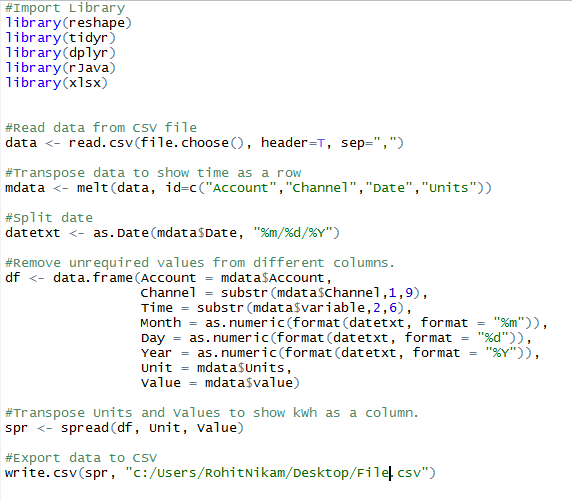 #Import Library
library(reshape)
library(tidyr)
library(dplyr)
library(rJava)
library(xlsx)
#Read data from CSV file
data <- read.csv(file.choose(), header=T, sep=",")
#Transpose data to show time as a row
mdata <- melt(data, id=c("Account","Channel","Date","Units"))
#Split date
datetxt <- as.Date(mdata$Date, "%m/%d/%Y")
#Remove unrequired values from different columns.
df <- data.frame(Account = mdata$Account,
Channel = substr(mdata$Channel,1,9),
Time = substr(mdata$variable,2,6),
Month = as.numeric(format(datetxt, format = "%m")),
Day = as.numeric(format(datetxt, format = "%d")),
Year = as.numeric(format(datetxt, format = "%Y")),
Unit = mdata$Units,
Value = mdata$value)
#Transpose Units and Values to show kWh as a column.
spr <- spread(df, Unit, Value)
#Export data to CSV
write.csv(spr, "c:/Users/RohitNikam/Desktop/File.csv")